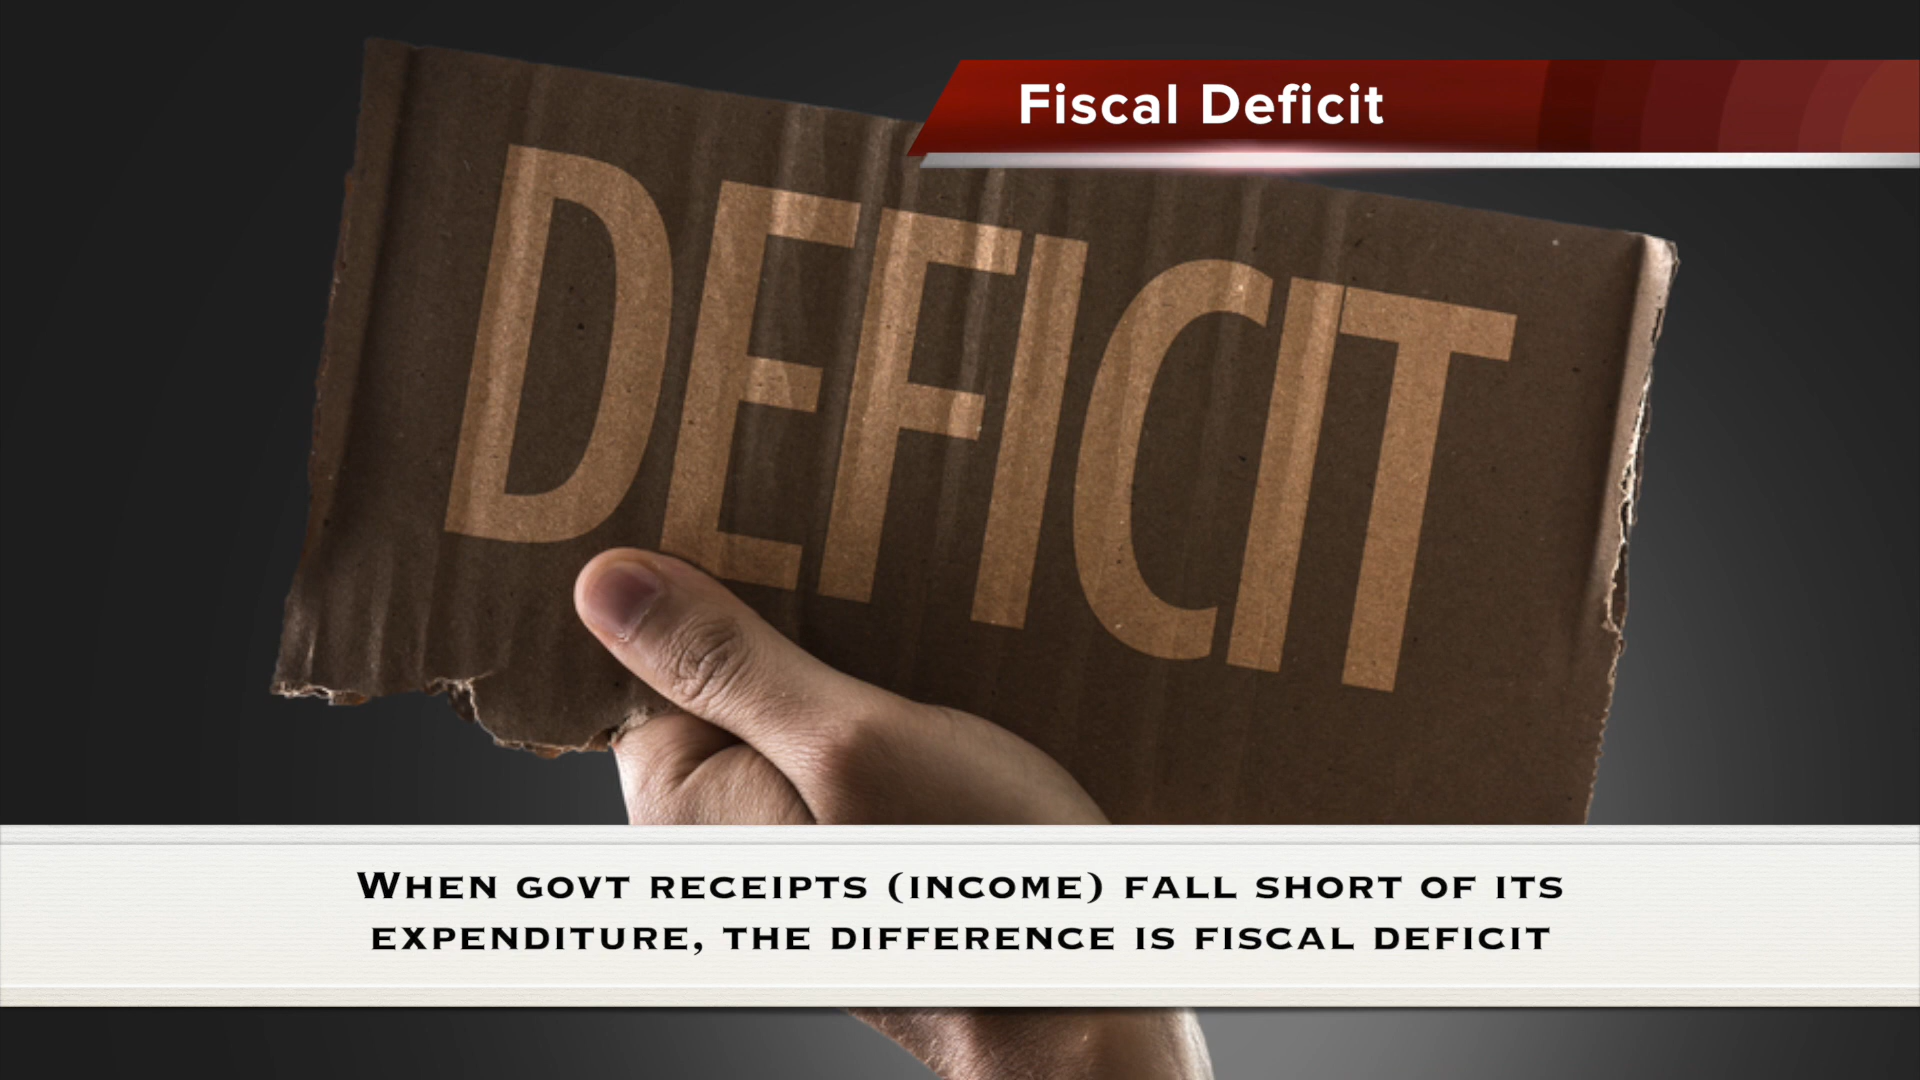 Fiscal Deficit
DEFICIT
When govt receipts (income) fall short of its
expenditure, the difference is fiscal deficit